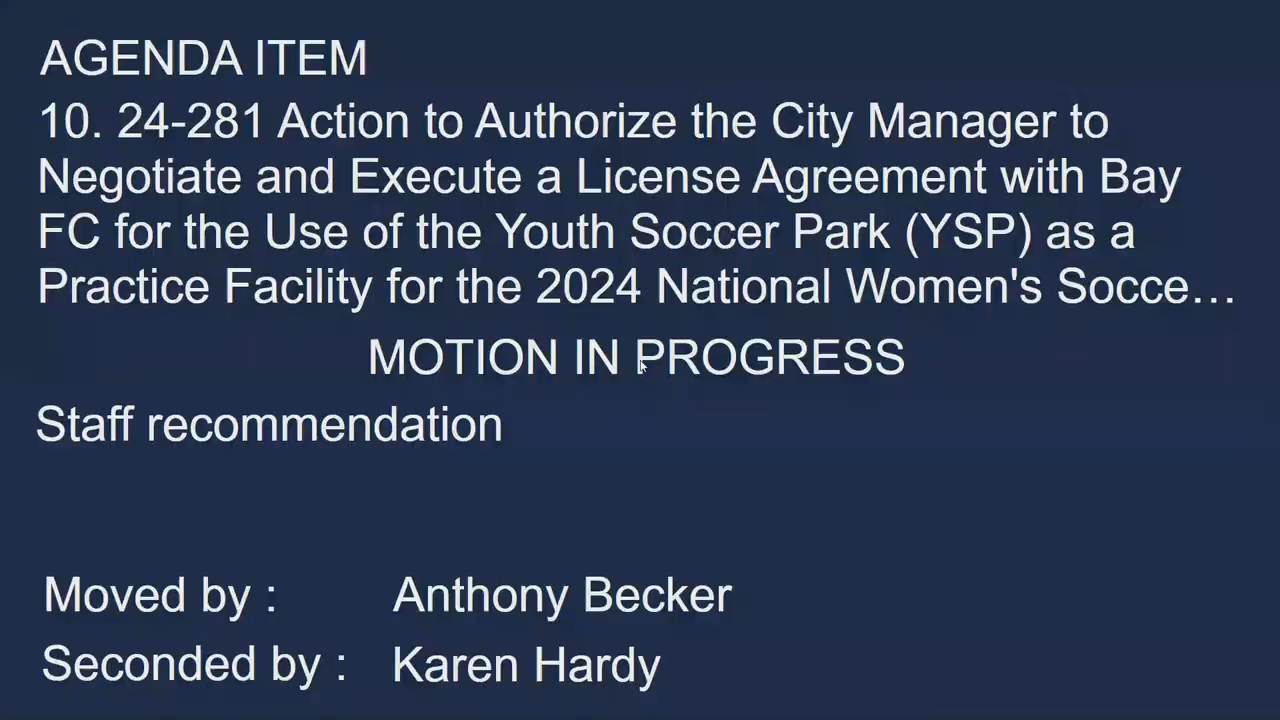 AGENDA ITEM
10. 24-281 Action to Authorize the City Manager to
Negotiate and Execute a License Agreement with Bay
FC for the Use of the Youth Soccer Park (YSP) as a
Practice Facility for the 2024 National Women's Socce...
MOTION IN PROGRESS
Staff recommendation
Moved by : Anthony Becker
Seconded by : Karen Hardy